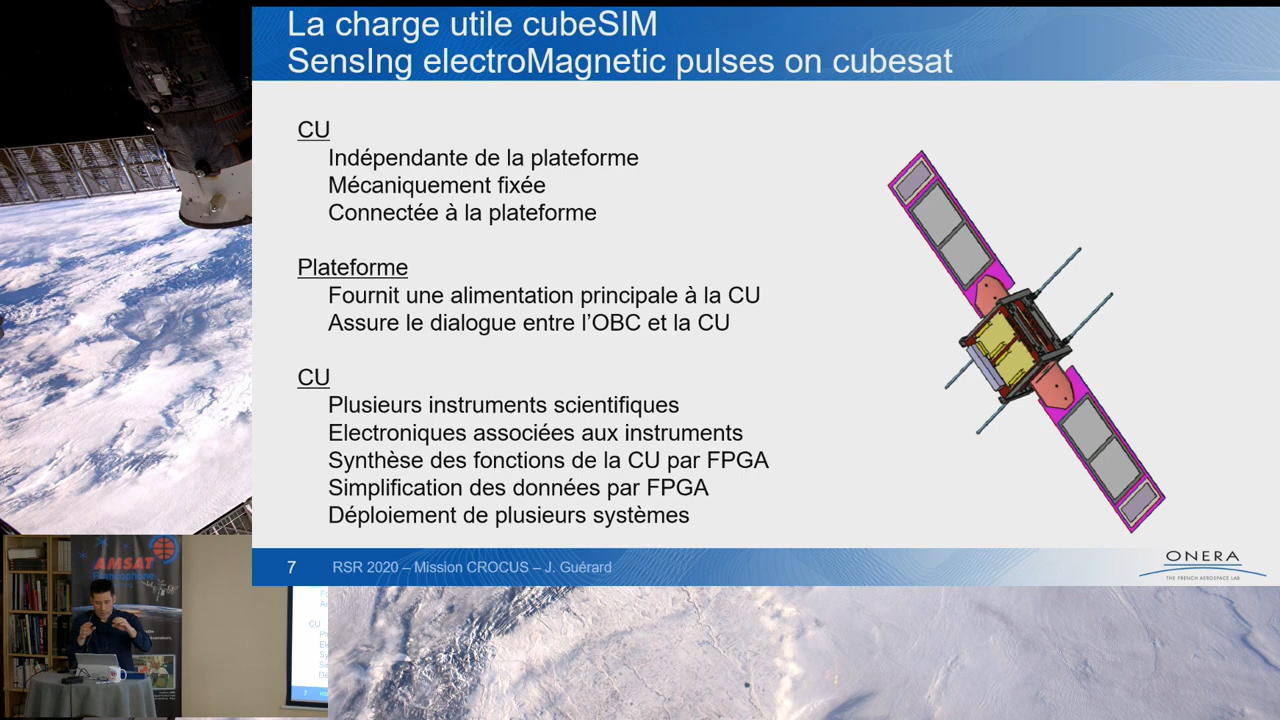 La charge utile cubeSIM
SensIng electroMagnetic pulses on cubesat
CU
Indépendante de la plateforme
Mécaniquement fixée
Connectée à la plateforme
Plateforme
Fournit une alimentation principale à la CU
Assure le dialogue entre l'OBC et la CU
CU
Plusieurs instruments scientifiques
Electroniques associées aux instruments
Synthèse des fonctions de la CU par FPGA
Simplification des données par FPGA
Déploiement de plusieurs systèmes
7 RSR 2020 – Mission CROCUS – J. Guérard
ONERA
THE FRENCH AEROSPACE LAB
AMSAT
Francophone
CU
7